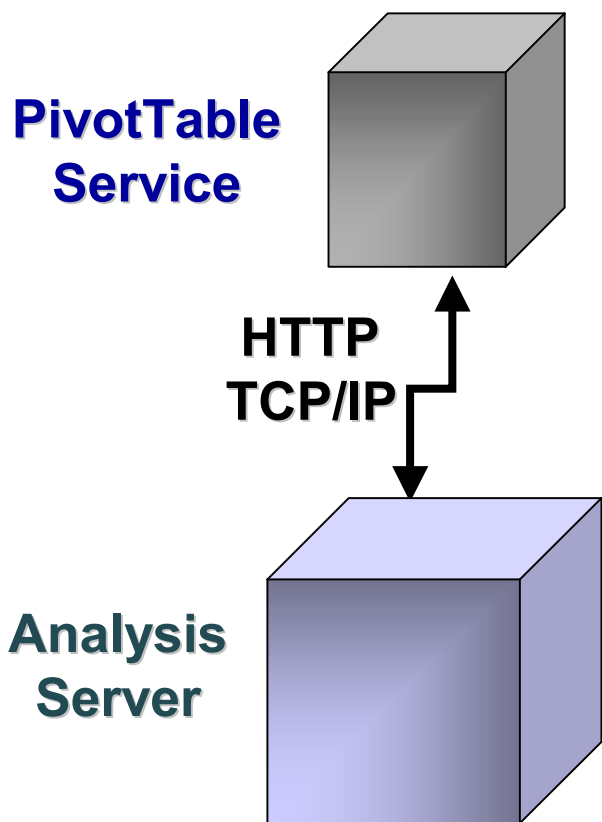 PivotTable
Service
HTTP
TCP/IP
Analysis
Server